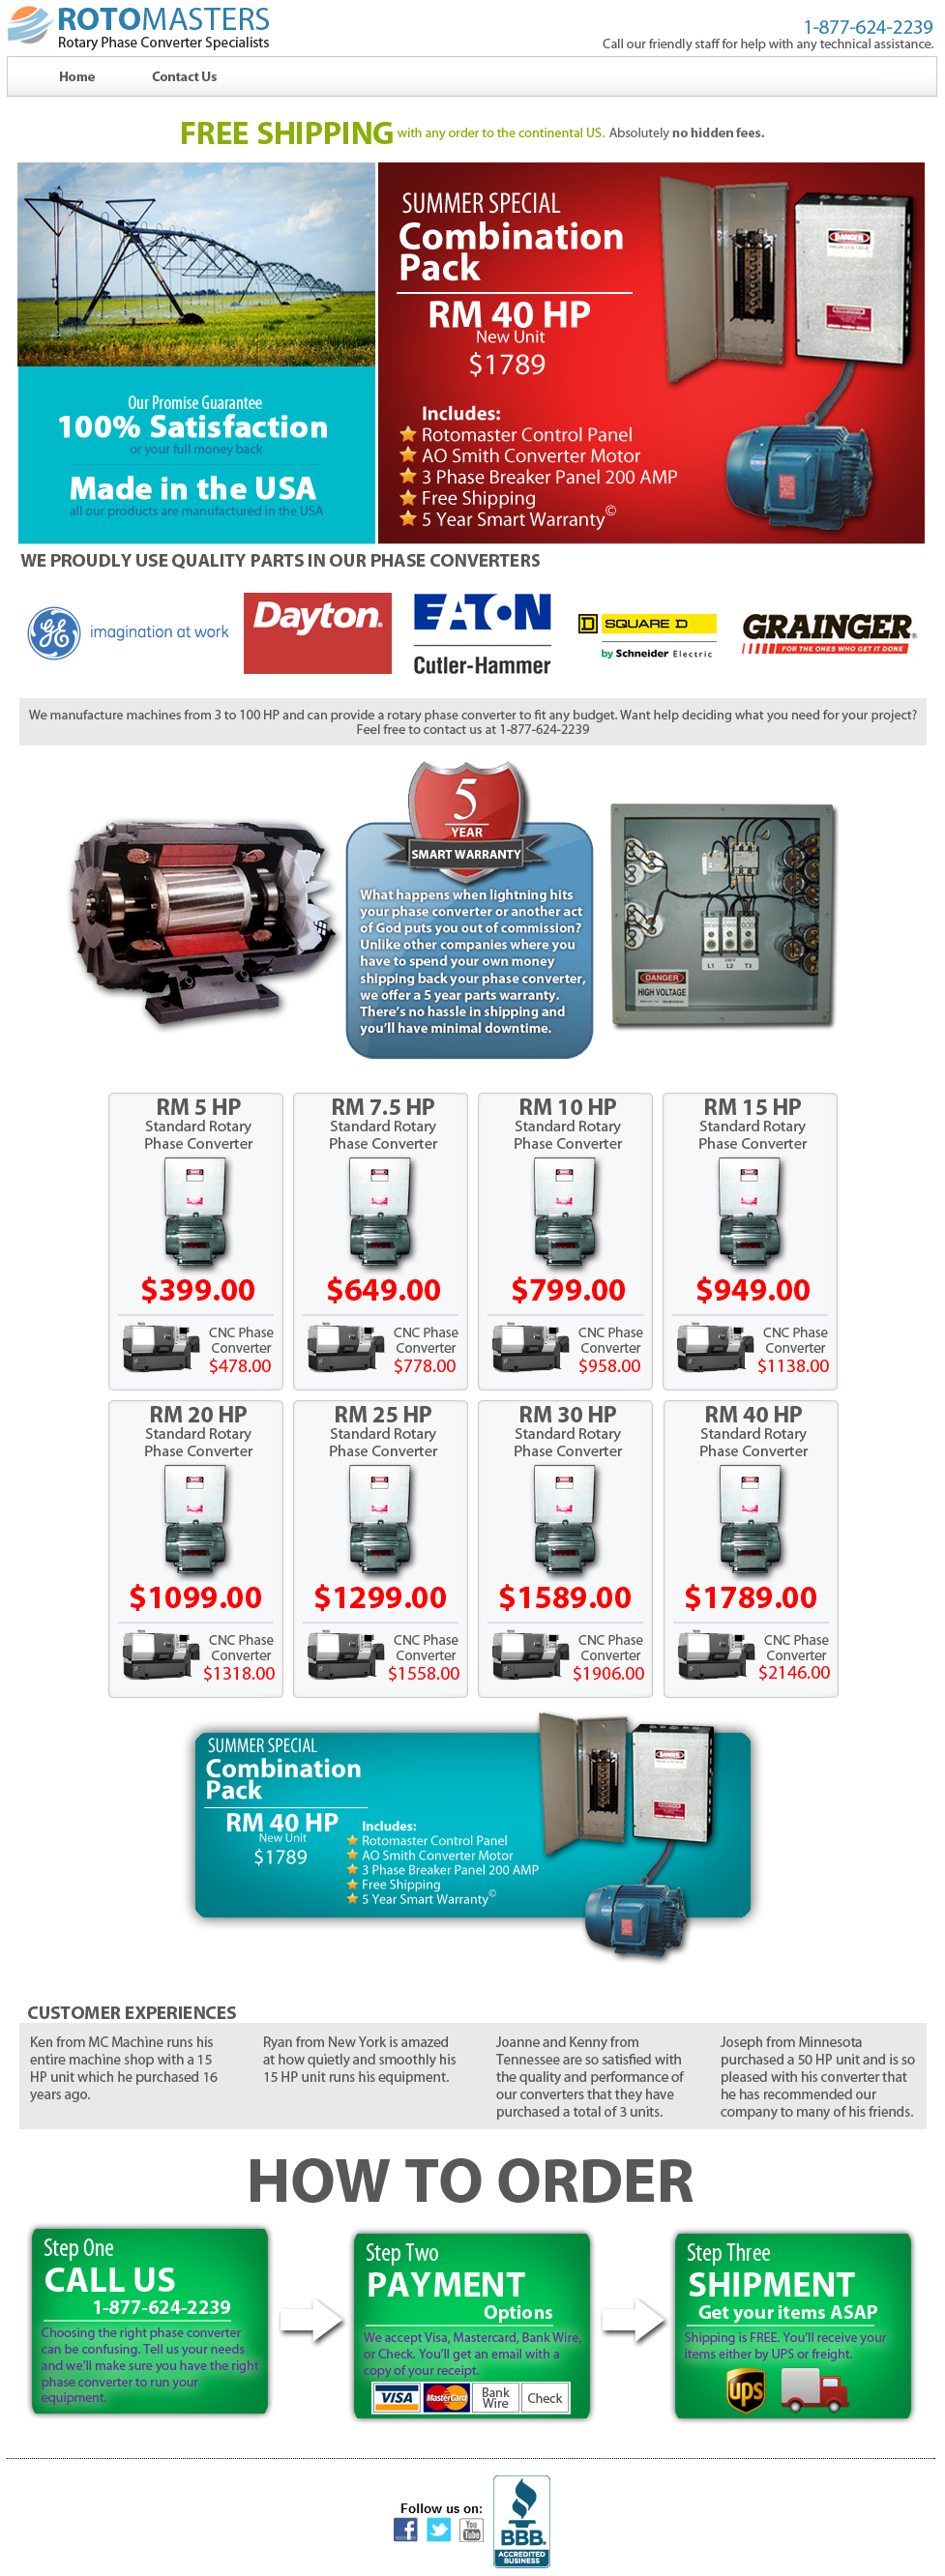 ROTOMASTERS
Rotary Phase Converter Specialists
1-877-624-2239
Call our friendly staff for help with any technical assistance.
Home
Contact Us
FREE SHIPPING with any order to the continental US. Absolutely no hidden fees.
Our Promise Guarantee
100% Satisfaction
or your full money back
Made in the USA
all our products are manufactured in the USA
SUMMER SPECIAL
Combination
Pack
RM 40 HP
New Unit
$1789
Includes:
Rotomaster Control Panel
AO Smith Converter Motor
3 Phase Breaker Panel 200 AMP
Free Shipping
5 Year Smart Warranty©
DANGER
WE PROUDLY USE QUALITY PARTS IN OUR PHASE CONVERTERS
GE
imagination at work
Dayton®
EATON
Cutler-Hammer
SQUARE D
by Schneider Electric
GRAINGER®
FOR THE ONES WHO GET IT DONE
We manufacture machines from 3 to 100 HP and can provide a rotary phase converter to fit any budget. Want help deciding what you need for your project?
Feel free to contact us at 1-877-624-2239
5
YEAR
SMART WARRANTY
What happens when lightning hits
your phase converter or another act
of God puts you out of commission?
Unlike other companies where you
have to spend your own money
shipping back your phase converter,
we offer a 5 year parts warranty.
There's no hassle in shipping and
you'll have minimal downtime.
L1 L2 T3
DANGER
HIGH VOLTAGE
RM 5 HP
Standard Rotary
Phase Converter
$399.00
CNC Phase
Converter
$478.00
RM 7.5 HP
Standard Rotary
Phase Converter
$649.00
CNC Phase
Converter
$778.00
RM 10 HP
Standard Rotary
Phase Converter
$799.00
CNC Phase
Converter
$958.00
RM 15 HP
Standard Rotary
Phase Converter
$949.00
CNC Phase
Converter
$1138.00
RM 20 HP
Standard Rotary
Phase Converter
$1099.00
CNC Phase
Converter
$1318.00
RM 25 HP
Standard Rotary
Phase Converter
$1299.00
CNC Phase
Converter
$1558.00
RM 30 HP
Standard Rotary
Phase Converter
$1589.00
CNC Phase
Converter
$1906.00
RM 40 HP
Standard Rotary
Phase Converter
$1789.00
CNC Phase
Converter
$2146.00
SUMMER SPECIAL
Combination
Pack
RM 40 HP
New Unit
$1789
Includes:
Rotomaster Control Panel
AO Smith Converter Motor
3 Phase Breaker Panel 200 AMP
Free Shipping
5 Year Smart Warranty©
DANGER
CUSTOMER EXPERIENCES
Ken from MC Machine runs his
entire machine shop with a 15
HP unit which he purchased 16
years ago.
Ryan from New York is amazed
at how quietly and smoothly his
15 HP unit runs his equipment.
Joanne and Kenny from
Tennessee are so satisfied with
the quality and performance of
our converters that they have
purchased a total of 3 units.
Joseph from Minnesota
purchased a 50 HP unit and is so
pleased with his converter that
he has recommended our
company to many of his friends.
HOW TO ORDER
Step One
CALL US
1-877-624-2239
Choosing the right phase converter
can be confusing. Tell us your needs
and we'll make sure you have the right
phase converter to run your
equipment.
Step Two
PAYMENT
Options
We accept Visa, Mastercard, Bank Wire,
or Check. You'll get an email with a
copy of your receipt.
VISA
MasterCard
Bank
Wire
Check
Step Three
SHIPMENT
Get your items ASAP
Shipping is FREE. You'll receive your
items either by UPS or freight.
ups
Follow us on:
You
Tube
BBB.
ACCREDITED
BUSINESS